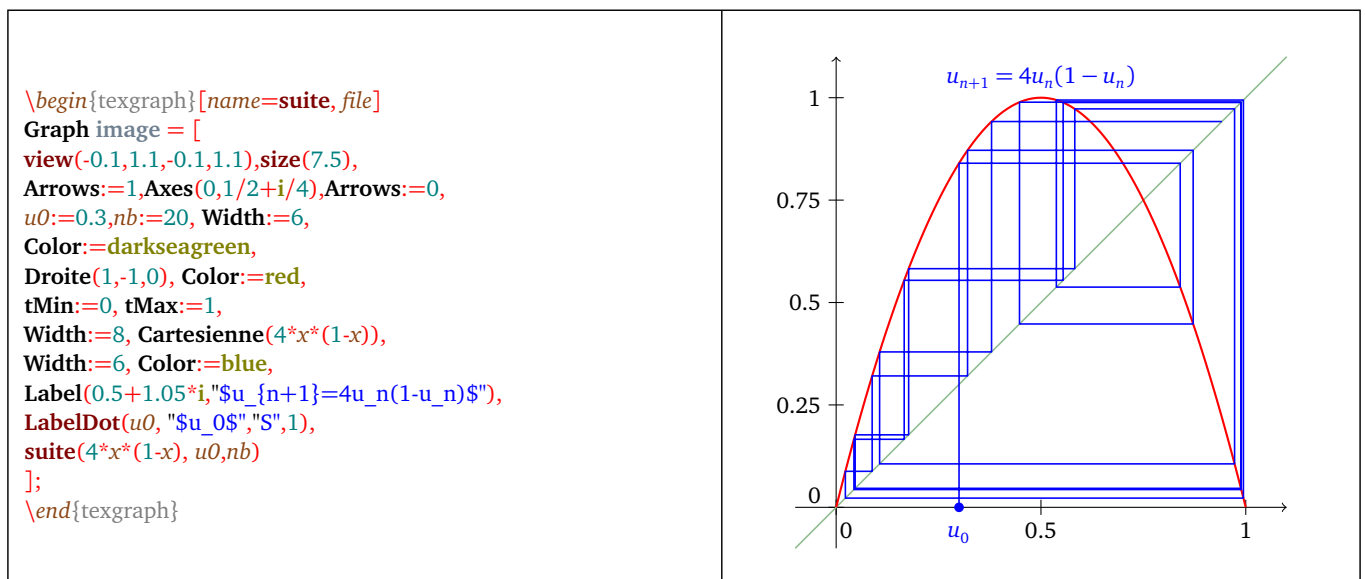 \begin{texgraph}[name=suite, file]
Graph image = [
view(-0.1,1.1,-0.1,1.1),size(7.5),
Arrows:=1,Axes(0,1/2+i/4),Arrows:=0,
u0:=0.3,nb:=20, Width:=6,
Color:=darkseagreen,
Droite(1,-1,0), Color:=red,
tMin:=0, tMax:=1,
Width:=8, Cartesienne(4*x*(1-x)),
Width:=6, Color:=blue,
Label(0.5+1.05*i,"$u_{n+1}=4u_n(1-u_n)$"),
LabelDot(u0, "$u_0$","S",1),
suite(4*x*(1-x), u0,nb)
];
\end{texgraph}
uₙ₊₁ = 4uₙ(1 − uₙ)
1
0.75
0.5
0.25
0
0 u₀ 0.5 1